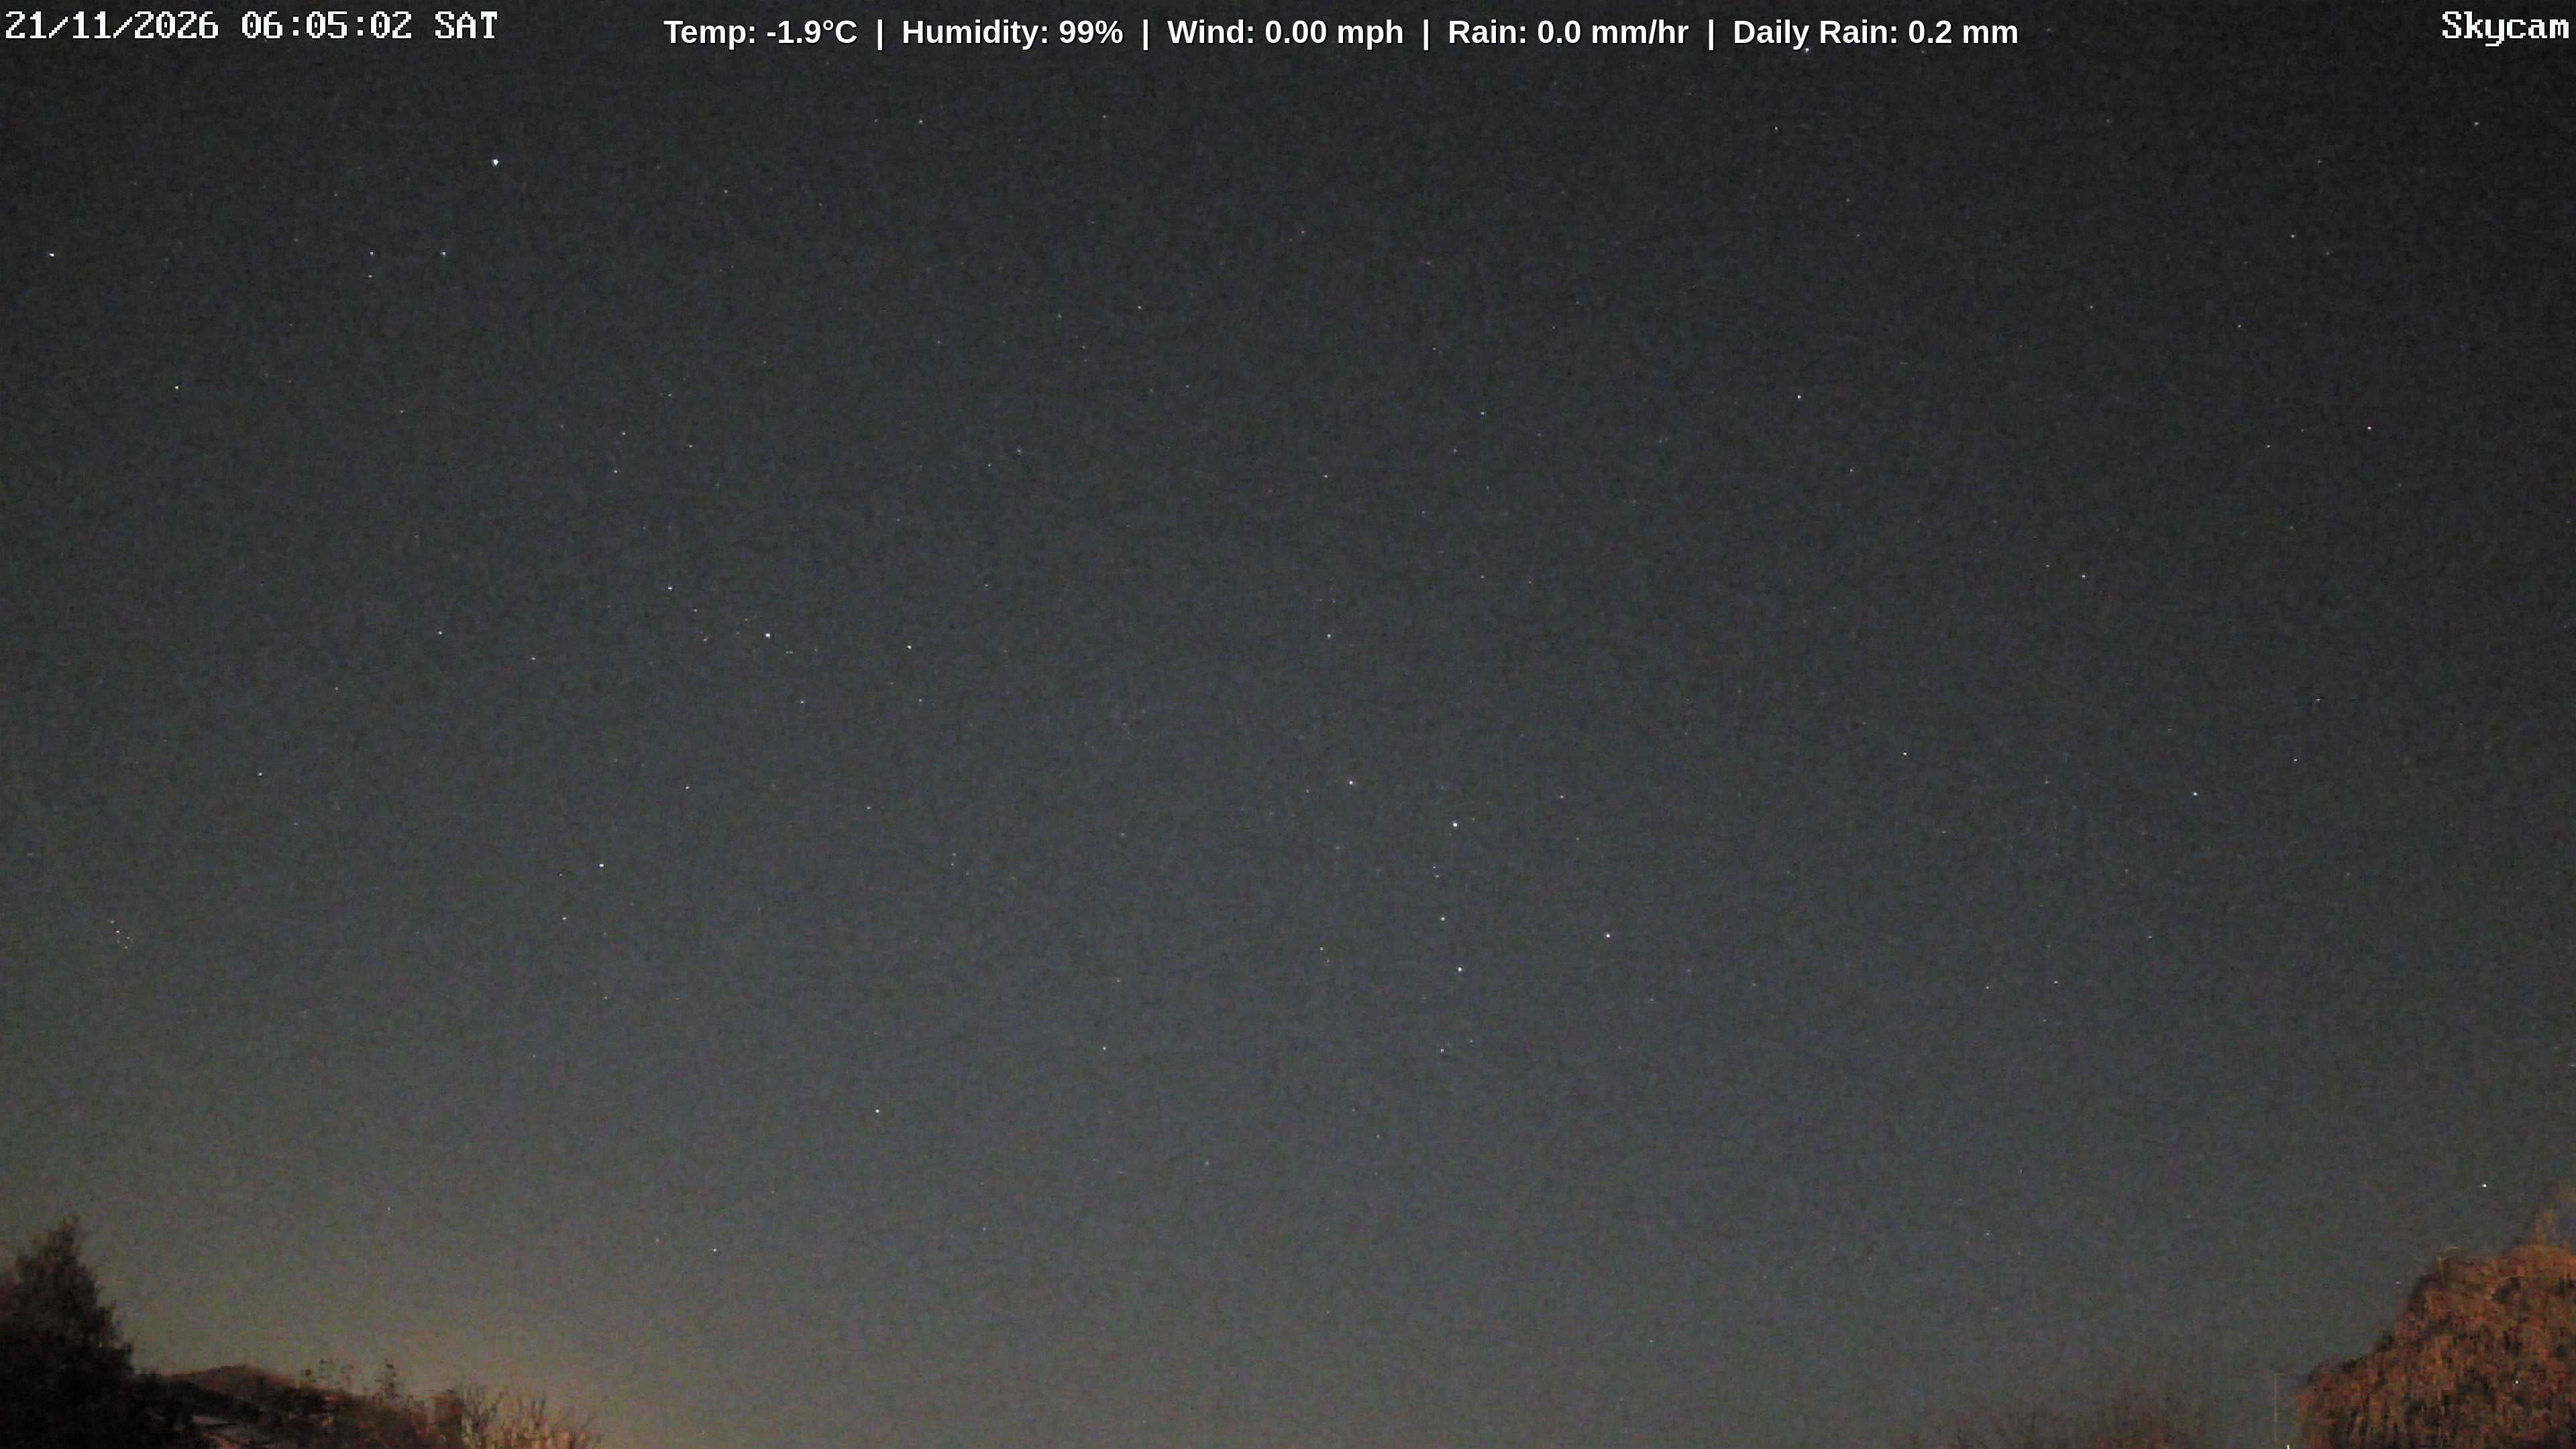 21/11/2026 06:05:02 SAT
Temp: -1.9°C | Humidity: 99% | Wind: 0.00 mph | Rain: 0.0 mm/hr | Daily Rain: 0.2 mm
Skycam